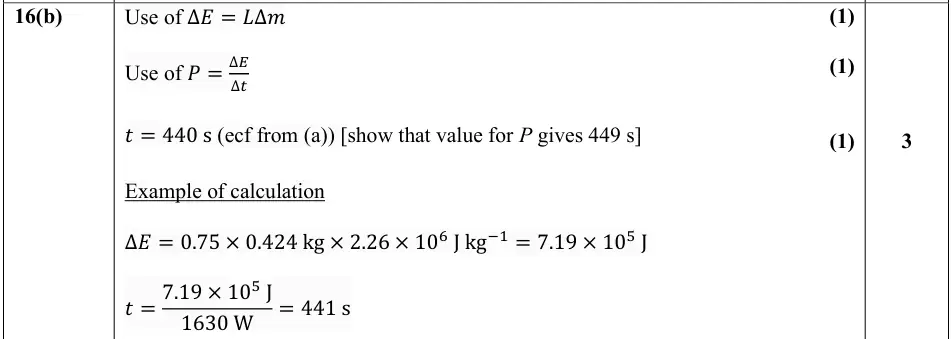 16(b) Use of ΔE = LΔm (1)
Use of P = ΔE/Δt (1)
t = 440 s (ecf from (a)) [show that value for P gives 449 s] (1) 3
Example of calculation
ΔE = 0.75 × 0.424 kg × 2.26 × 10⁶ J kg⁻¹ = 7.19 × 10⁵ J
t = 7.19 × 10⁵ J / 1630 W = 441 s